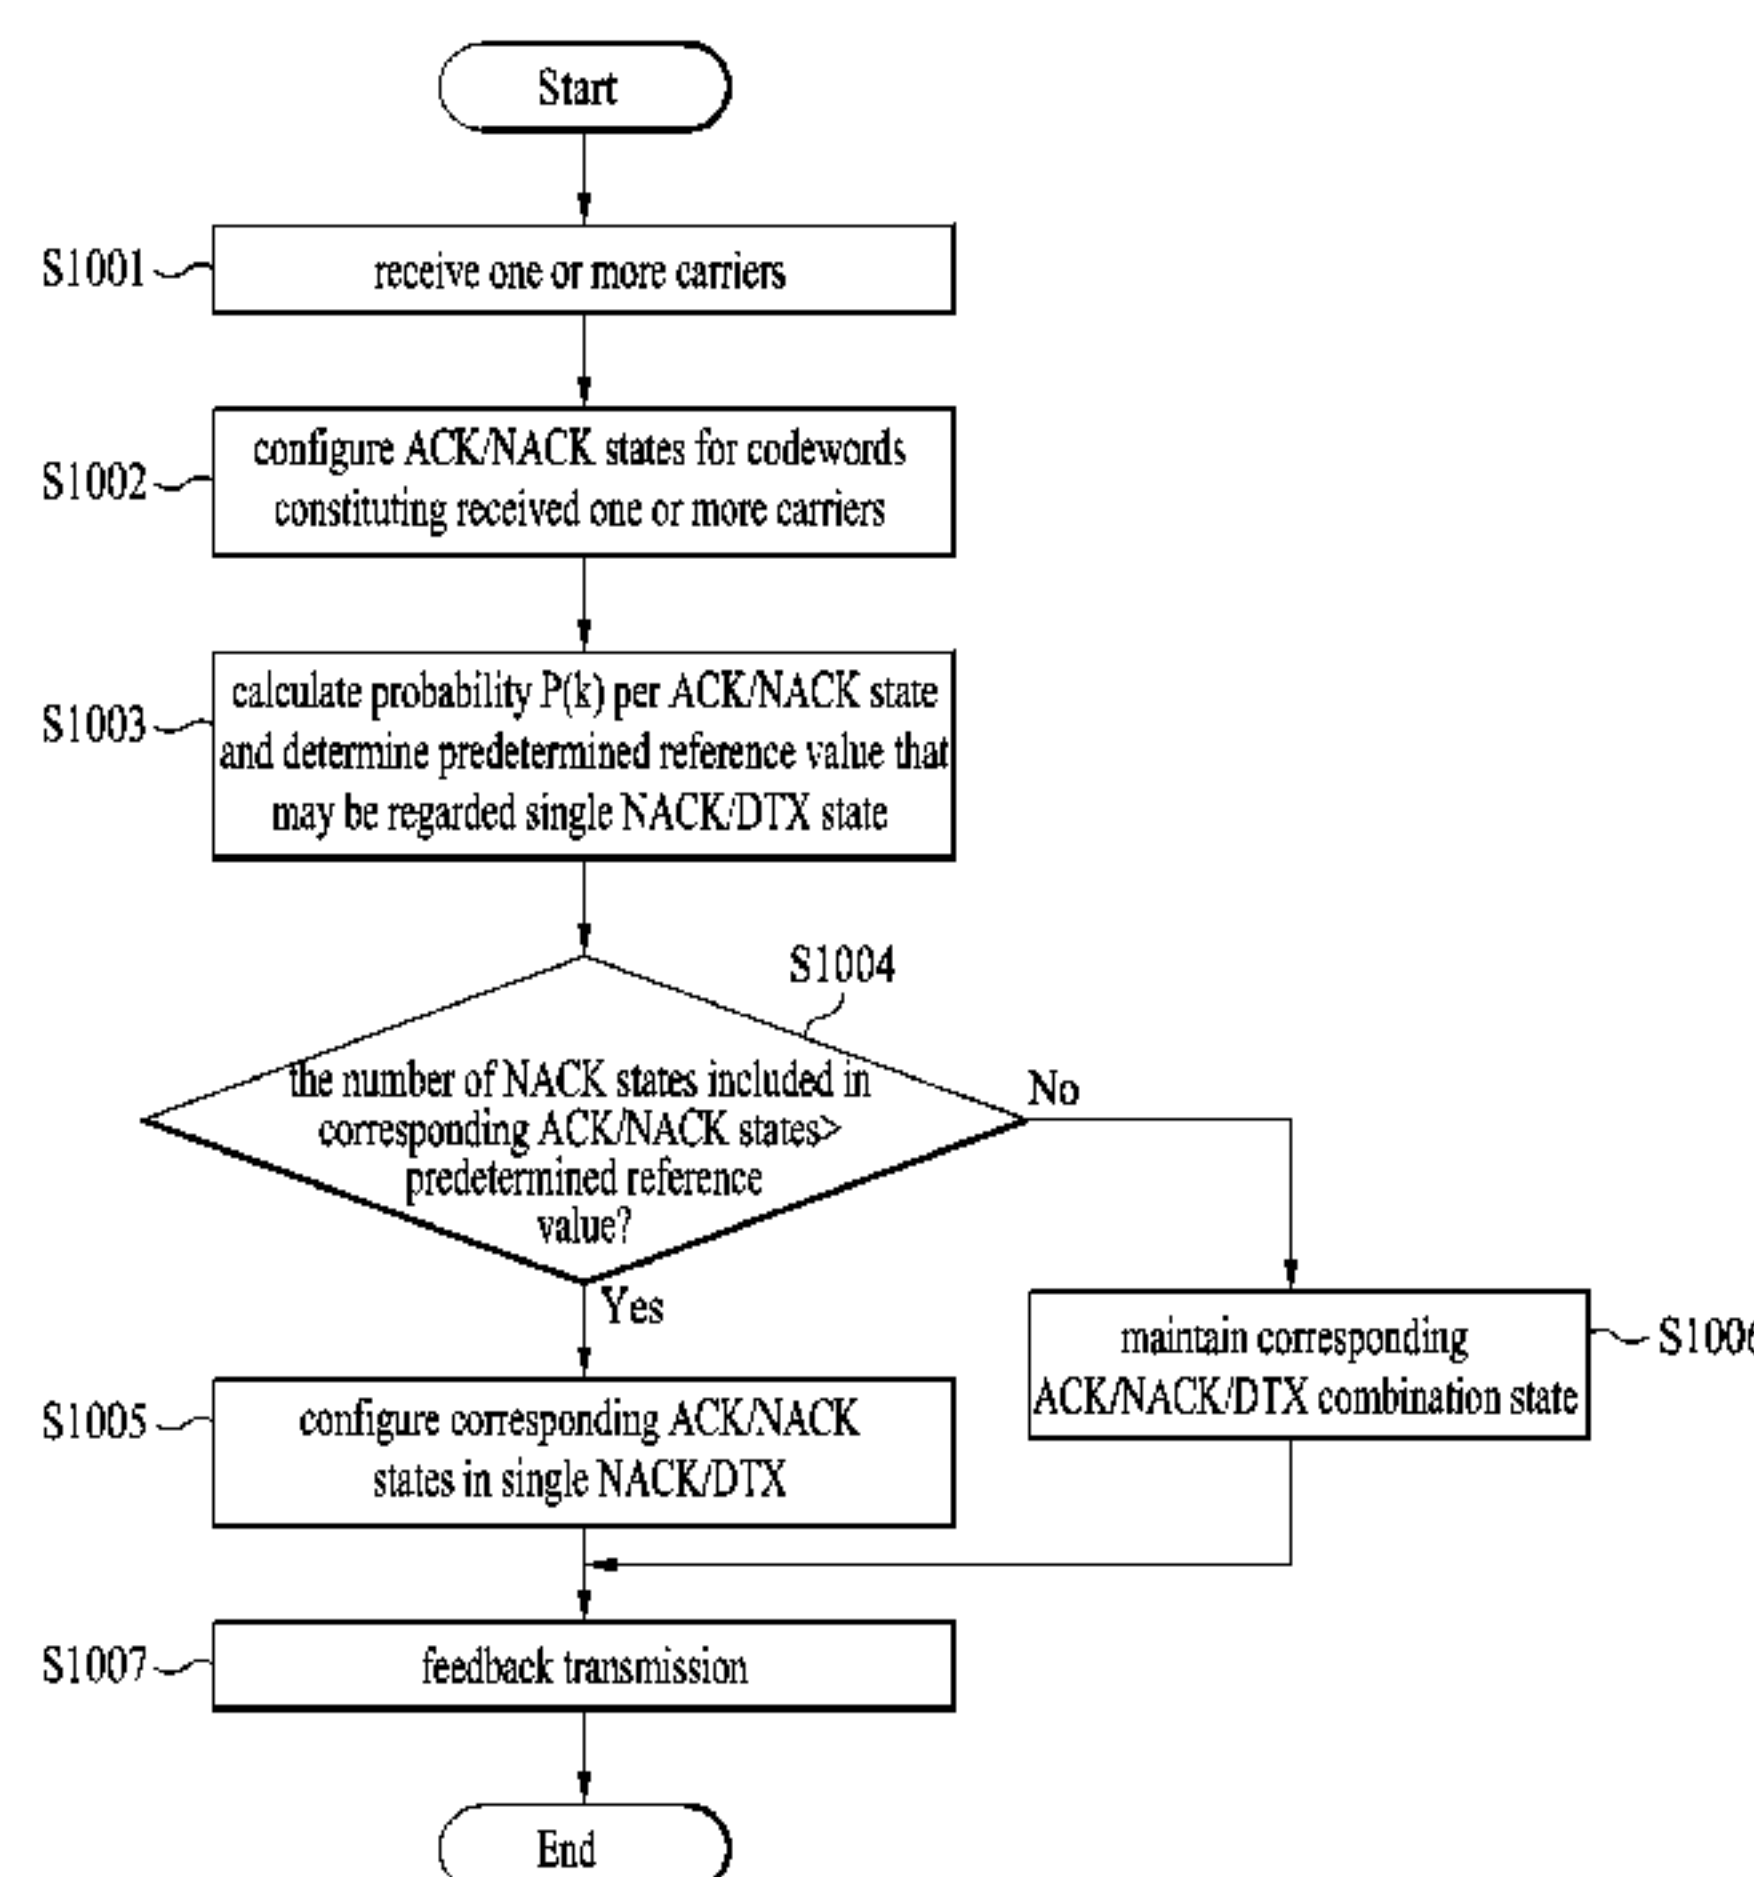 Start
S1001
receive one or more carriers
S1002
configure ACK/NACK states for codewords
constituting received one or more carriers
S1003
calculate probability P(k) per ACK/NACK state
and determine predetermined reference value that
may be regarded single NACK/DTX state
S1004
the number of NACK states included in
corresponding ACK/NACK states>
predetermined reference
value?
No
Yes
maintain corresponding
ACK/NACK/DTX combination state
S1006
S1005
configure corresponding ACK/NACK
states in single NACK/DTX
S1007
feedback transmission
End